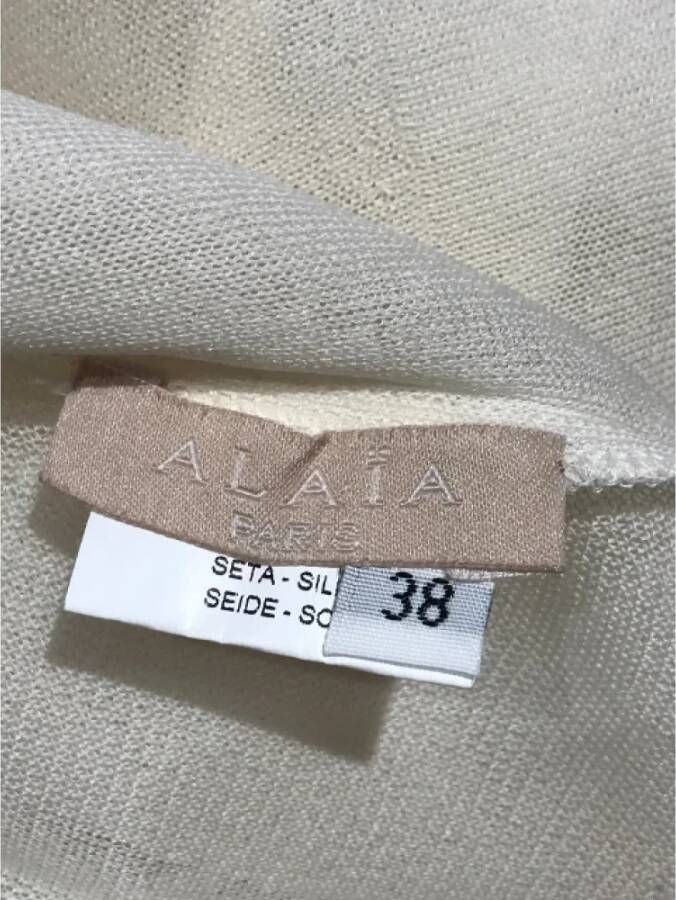 ALAÏA
PARIS
SETA - SIL
SEIDE - SO
38